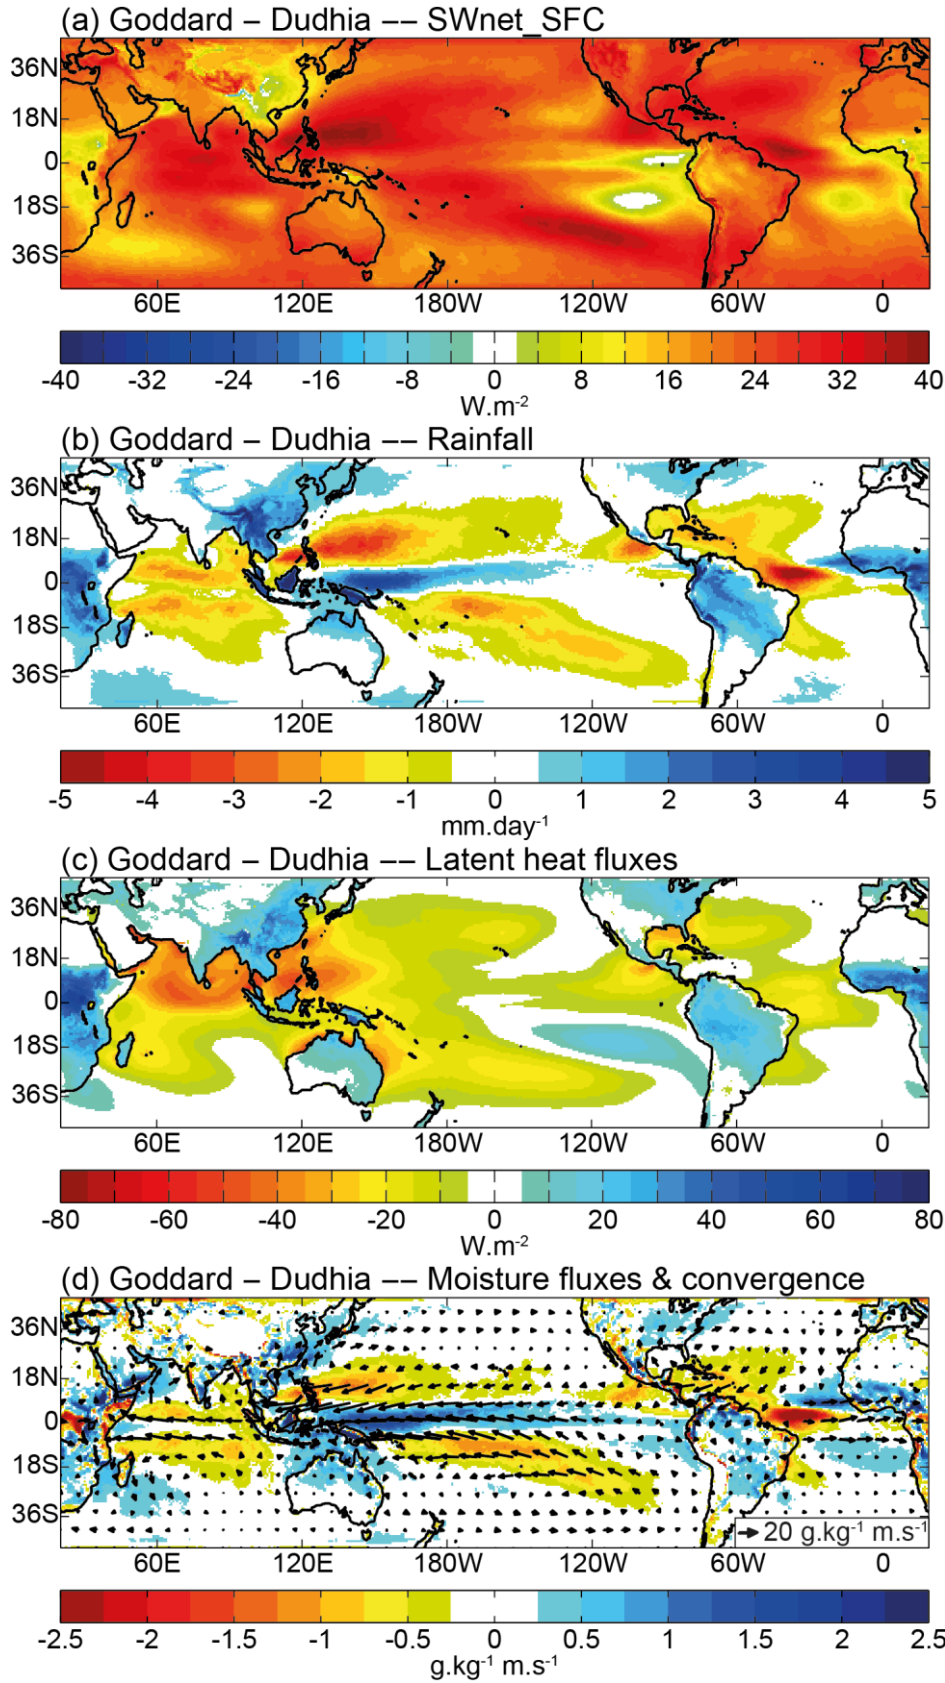 (a) Goddard – Dudhia –– SWnet_SFC
36N
18N
0
18S
36S
60E 120E 180W 120W 60W 0
-40 -32 -24 -16 -8 0 8 16 24 32 40
W.m⁻²
(b) Goddard – Dudhia –– Rainfall
36N
18N
0
18S
36S
60E 120E 180W 120W 60W 0
-5 -4 -3 -2 -1 0 1 2 3 4 5
mm.day⁻¹
(c) Goddard – Dudhia –– Latent heat fluxes
36N
18N
0
18S
36S
60E 120E 180W 120W 60W 0
-80 -60 -40 -20 0 20 40 60 80
W.m⁻²
(d) Goddard – Dudhia –– Moisture fluxes & convergence
36N
18N
0
18S
36S
20 g.kg⁻¹ m.s⁻¹
60E 120E 180W 120W 60W 0
-2.5 -2 -1.5 -1 -0.5 0 0.5 1 1.5 2 2.5
g.kg⁻¹ m.s⁻¹